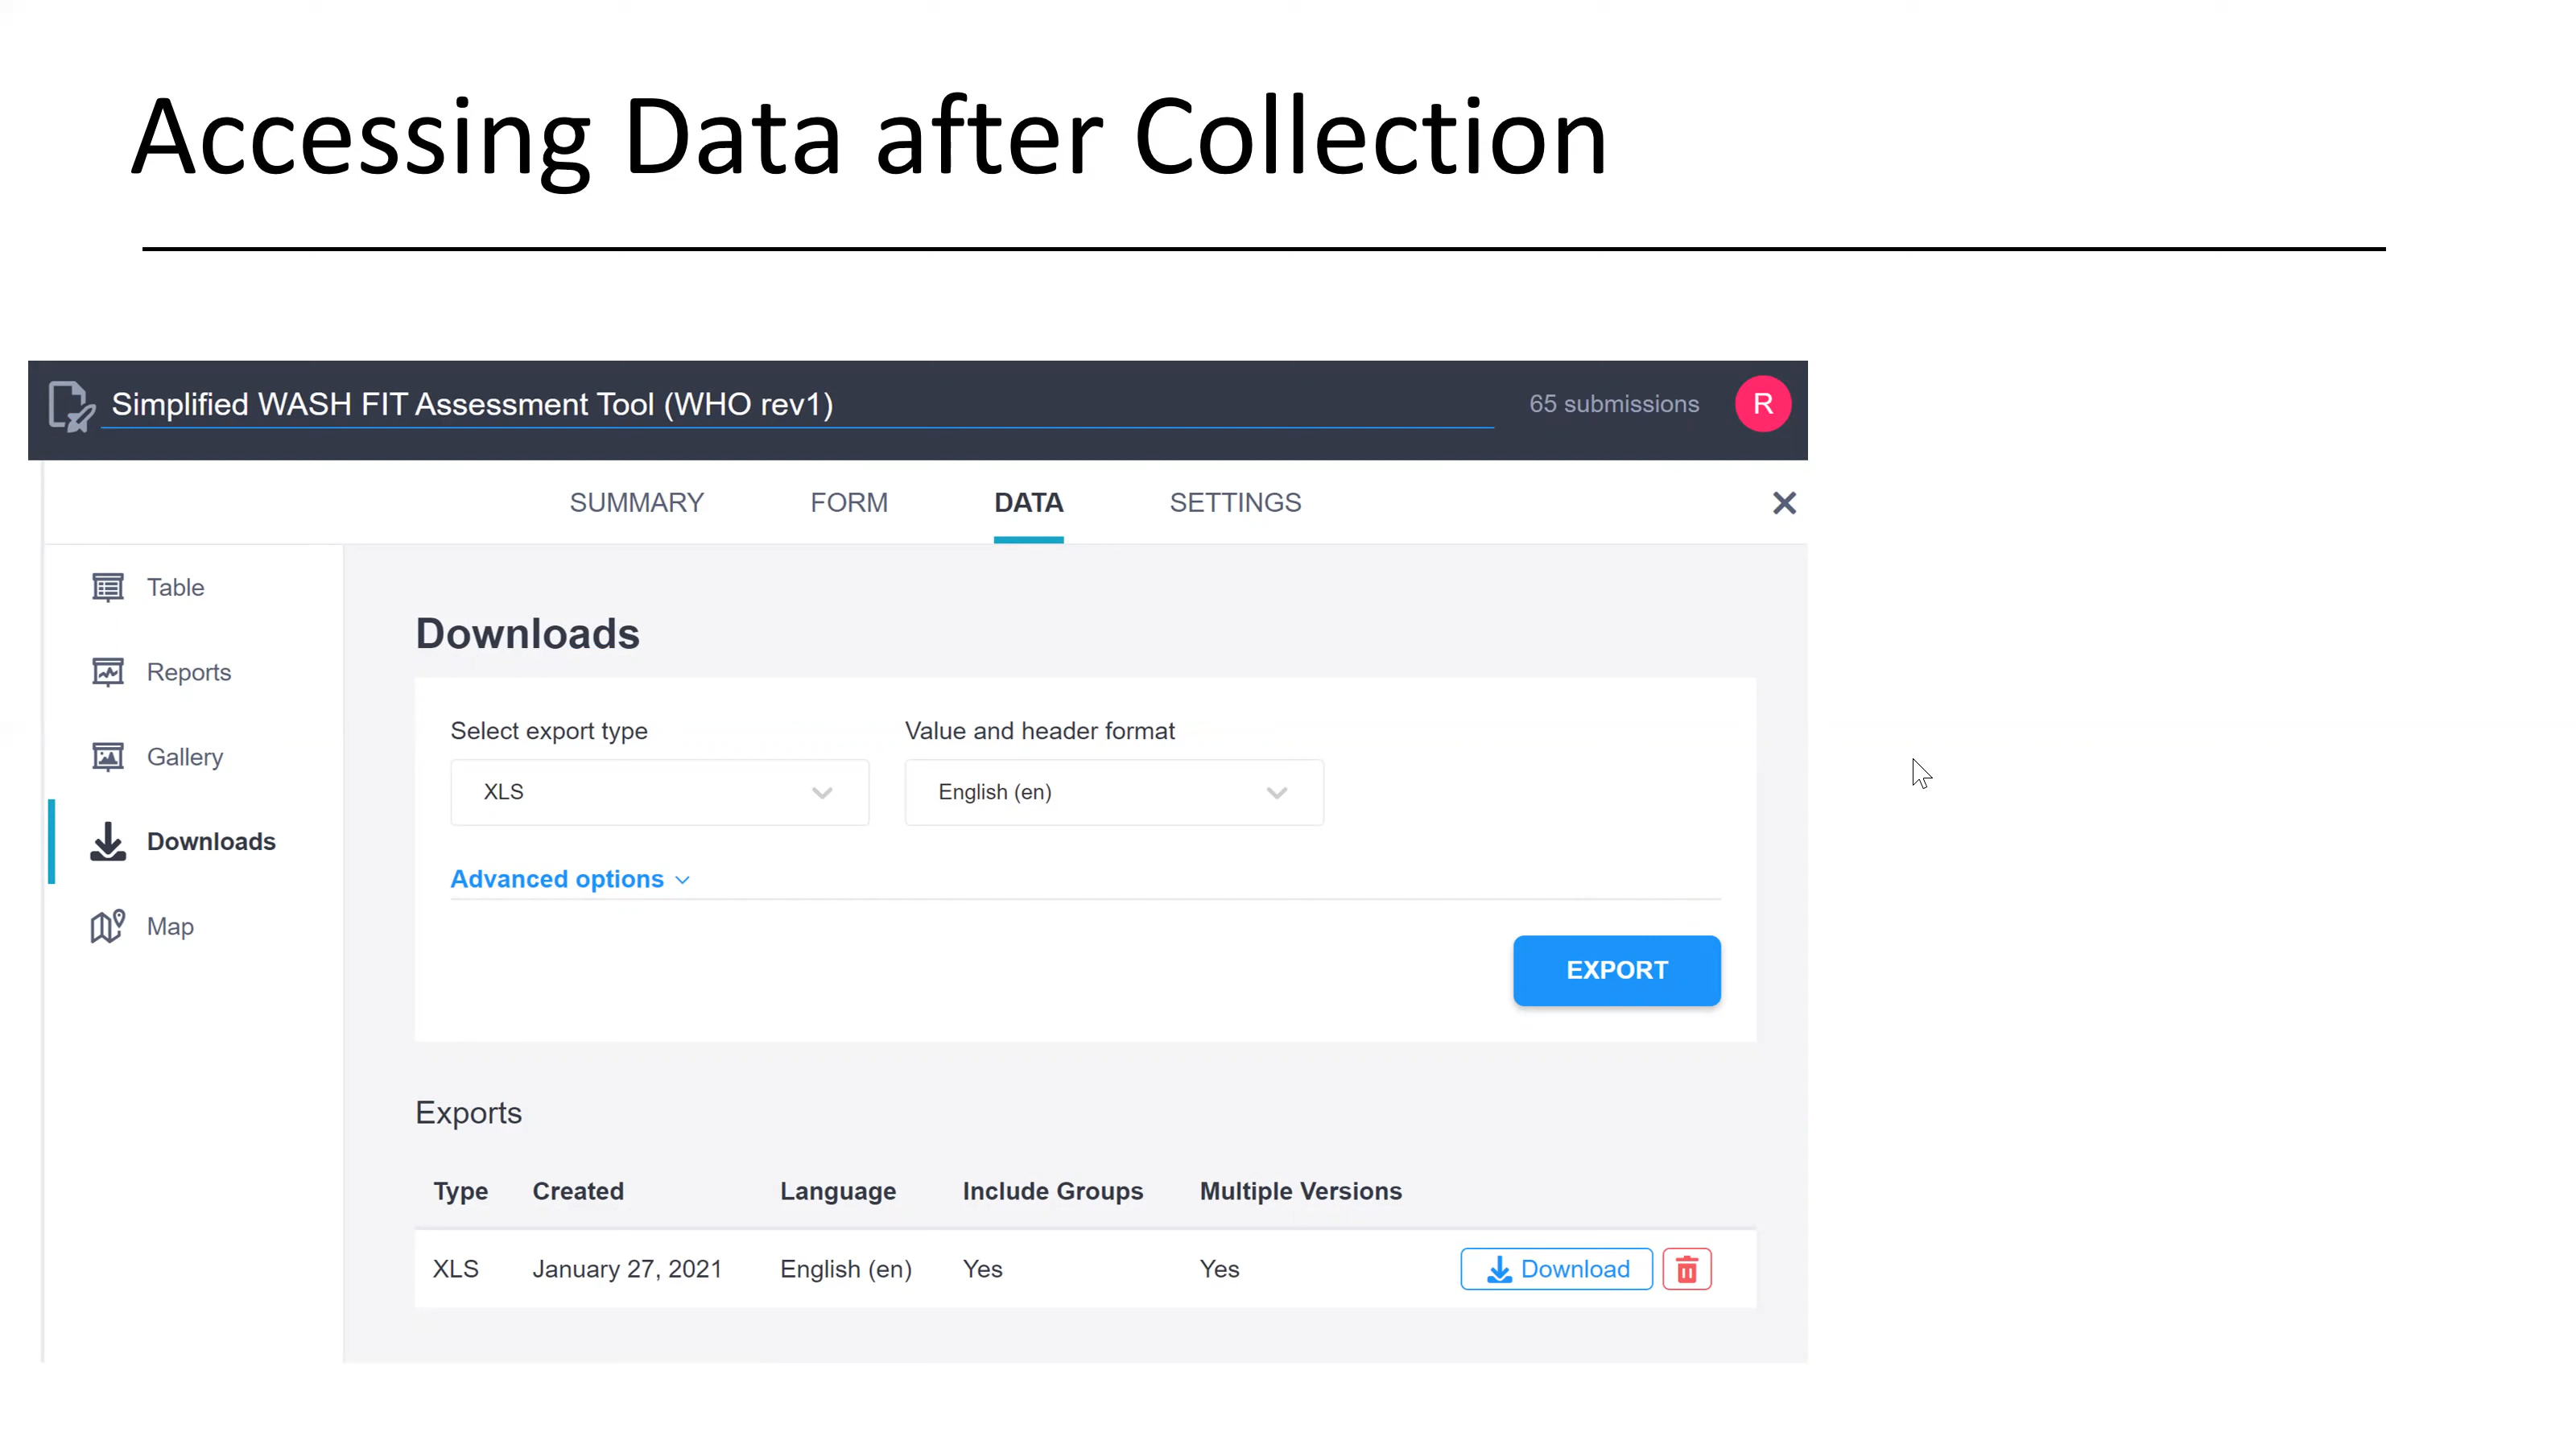 Accessing Data after Collection
Simplified WASH FIT Assessment Tool (WHO rev1)
65 submissions
R
SUMMARY
FORM
DATA
SETTINGS
Table
Reports
Gallery
Downloads
Map
Downloads
Select export type
Value and header format
XLS
English (en)
Advanced options
EXPORT
Exports
Type Created Language Include Groups Multiple Versions
XLS January 27, 2021 English (en) Yes Yes Download